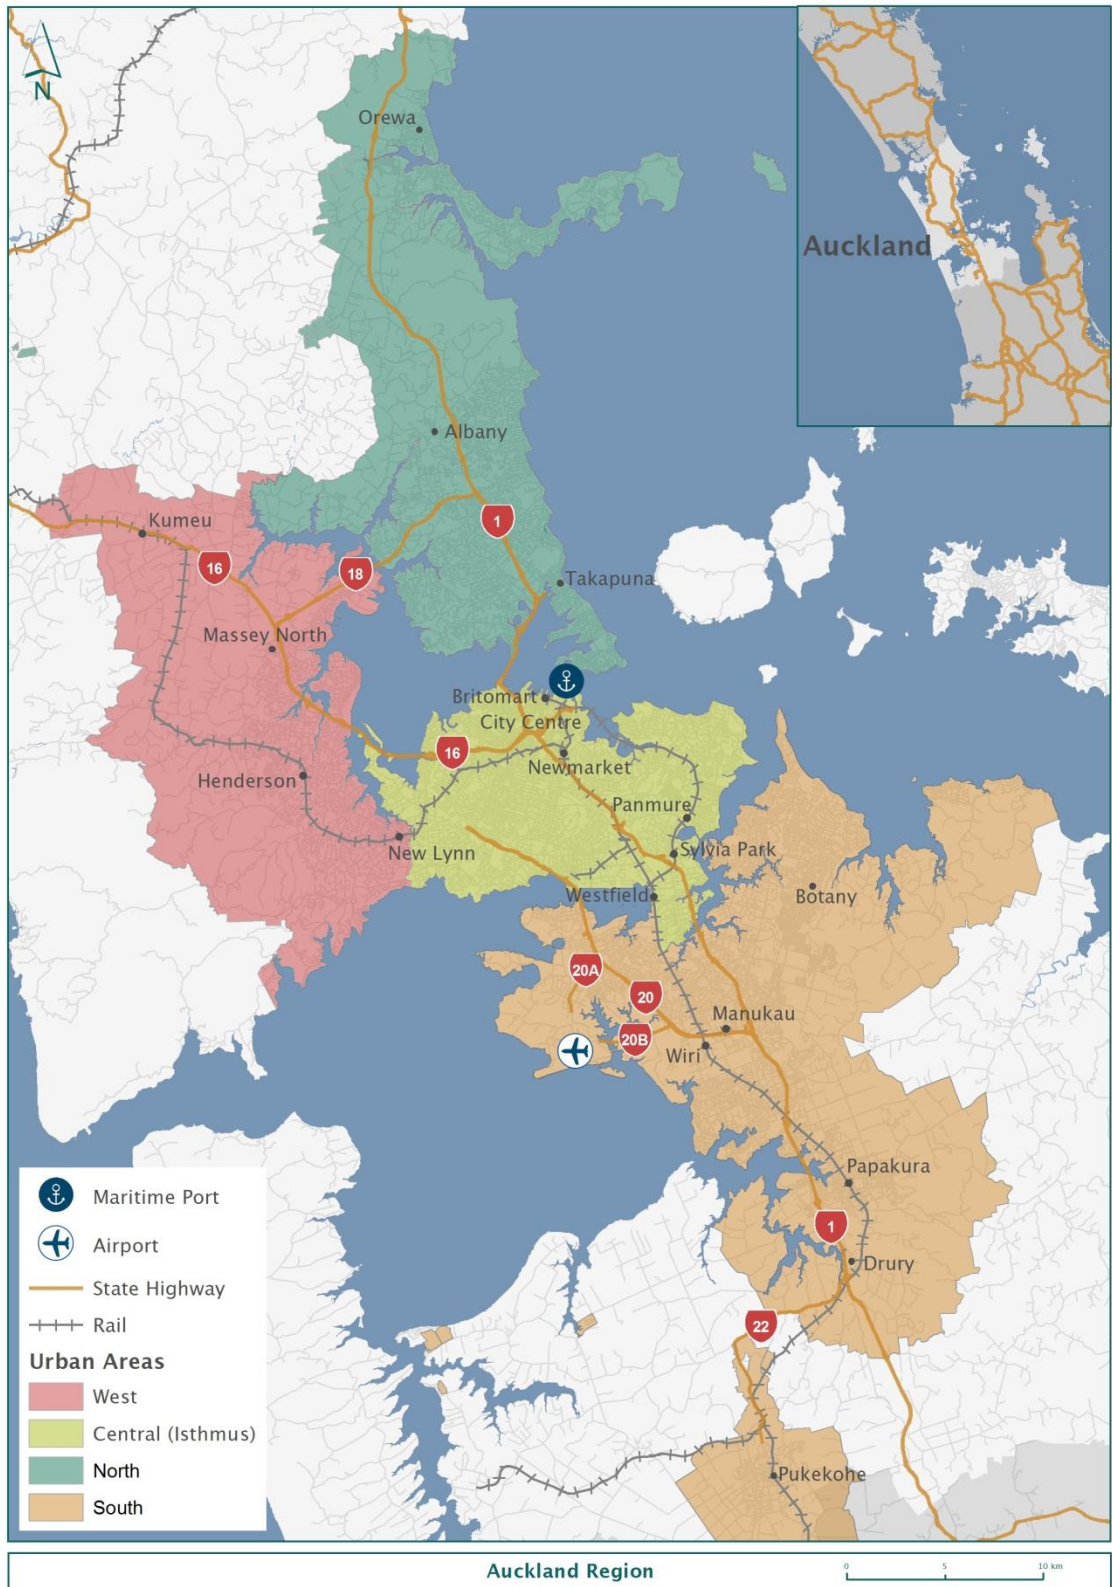 N
Orewa
Auckland
Albany
1
Kumeu
16
18
Takapuna
Massey North
Britomart
City Centre
16
Newmarket
Henderson
Panmure
New Lynn
Sylvia Park
Westfield
Botany
20A
20
20B
Manukau
Wiri
Papakura
1
Drury
22
Pukekohe
Maritime Port
Airport
State Highway
Rail
Urban Areas
West
Central (Isthmus)
North
South
Auckland Region
0 5 10 km